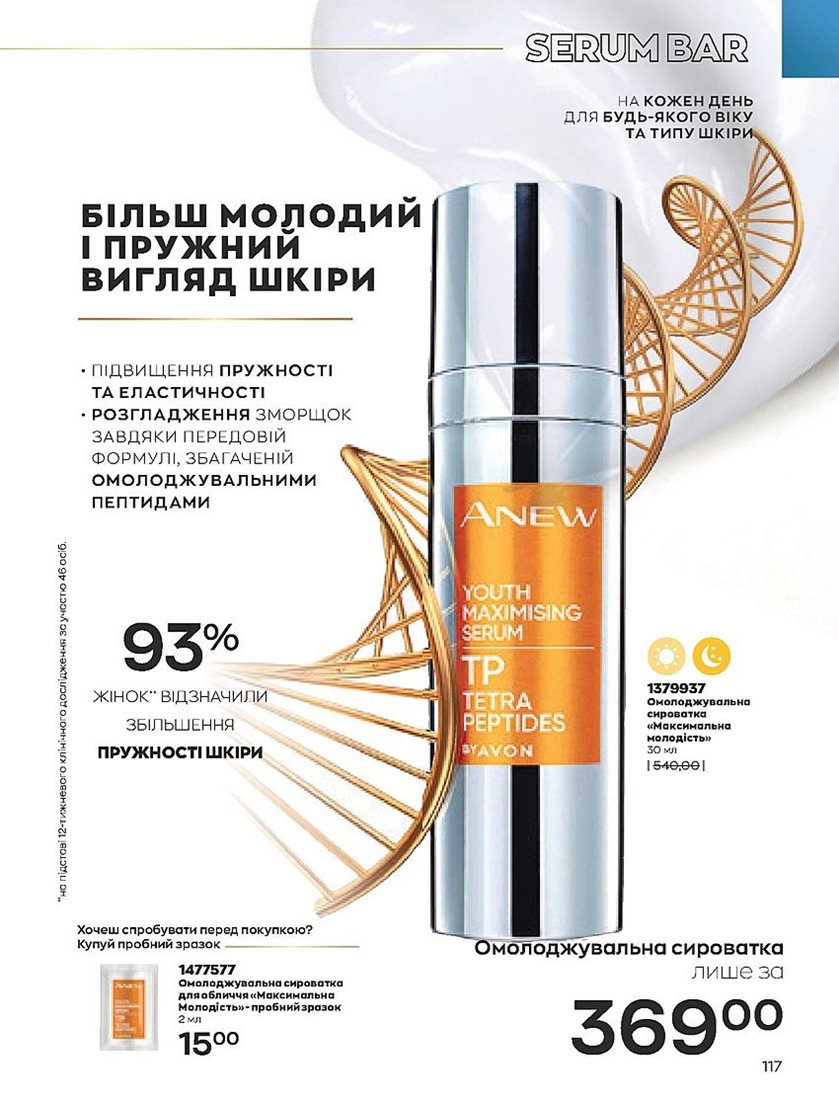 SERUM BAR
НА КОЖЕН ДЕНЬ
ДЛЯ БУДЬ-ЯКОГО ВІКУ
ТА ТИПУ ШКІРИ
БІЛЬШ МОЛОДИЙ
І ПРУЖНИЙ
ВИГЛЯД ШКІРИ
• ПІДВИЩЕННЯ ПРУЖНОСТІ
ТА ЕЛАСТИЧНОСТІ
• РОЗГЛАДЖЕННЯ ЗМОРЩОК
ЗАВДЯКИ ПЕРЕДОВІЙ
ФОРМУЛІ, ЗБАГАЧЕНІЙ
ОМОЛОДЖУВАЛЬНИМИ
ПЕПТИДАМИ
93%
ЖІНОК** ВІДЗНАЧИЛИ
ЗБІЛЬШЕННЯ
ПРУЖНОСТІ ШКІРИ
**на підставі 12-тижневого клінічного дослідження за участю 46 осіб.
ANEW
YOUTH
MAXIMISING
SERUM
TP
TETRA
PEPTIDES
BY AVON
1379937
Омолоджувальна
сироватка
«Максимальна
молодість»
30 мл
|540,00|
Хочеш спробувати перед покупкою?
Купуй пробний зразок
1477577
Омолоджувальна сироватка
для обличчя «Максимальна
Молодість» - пробний зразок
2 мл
1500
Омолоджувальна сироватка
лише за
36900
117